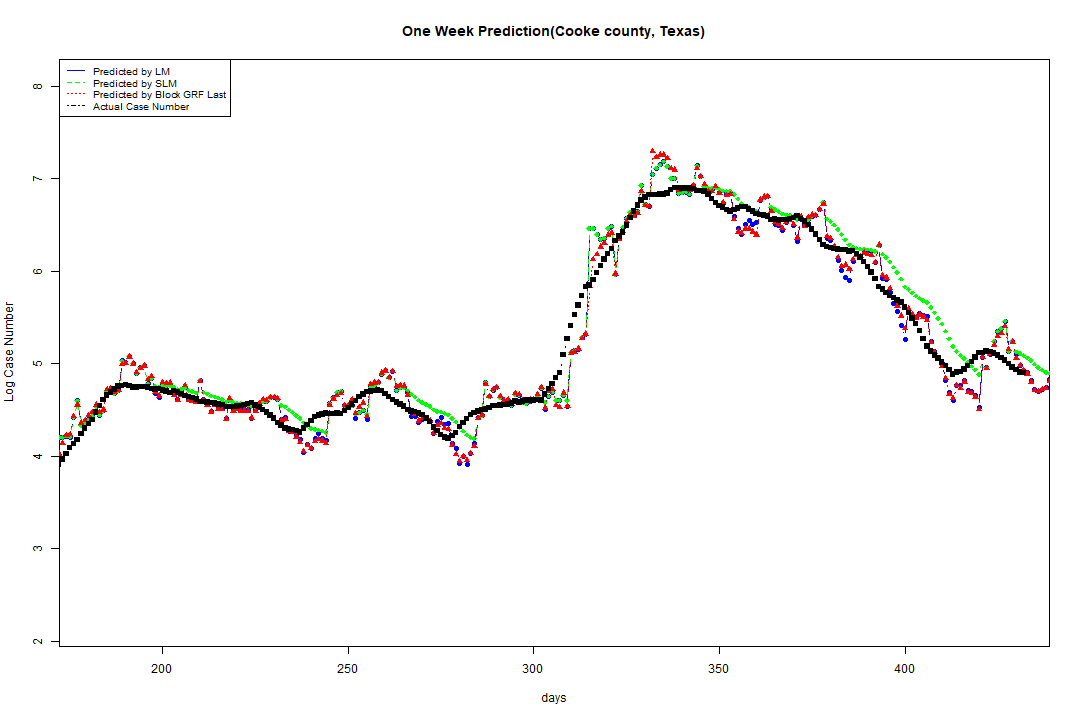 One Week Prediction(Cooke county, Texas)
Predicted by LM
Predicted by SLM
Predicted by Block GRF Last
Actual Case Number
8
7
6
5
4
3
2
Log Case Number
200 250 300 350 400
days